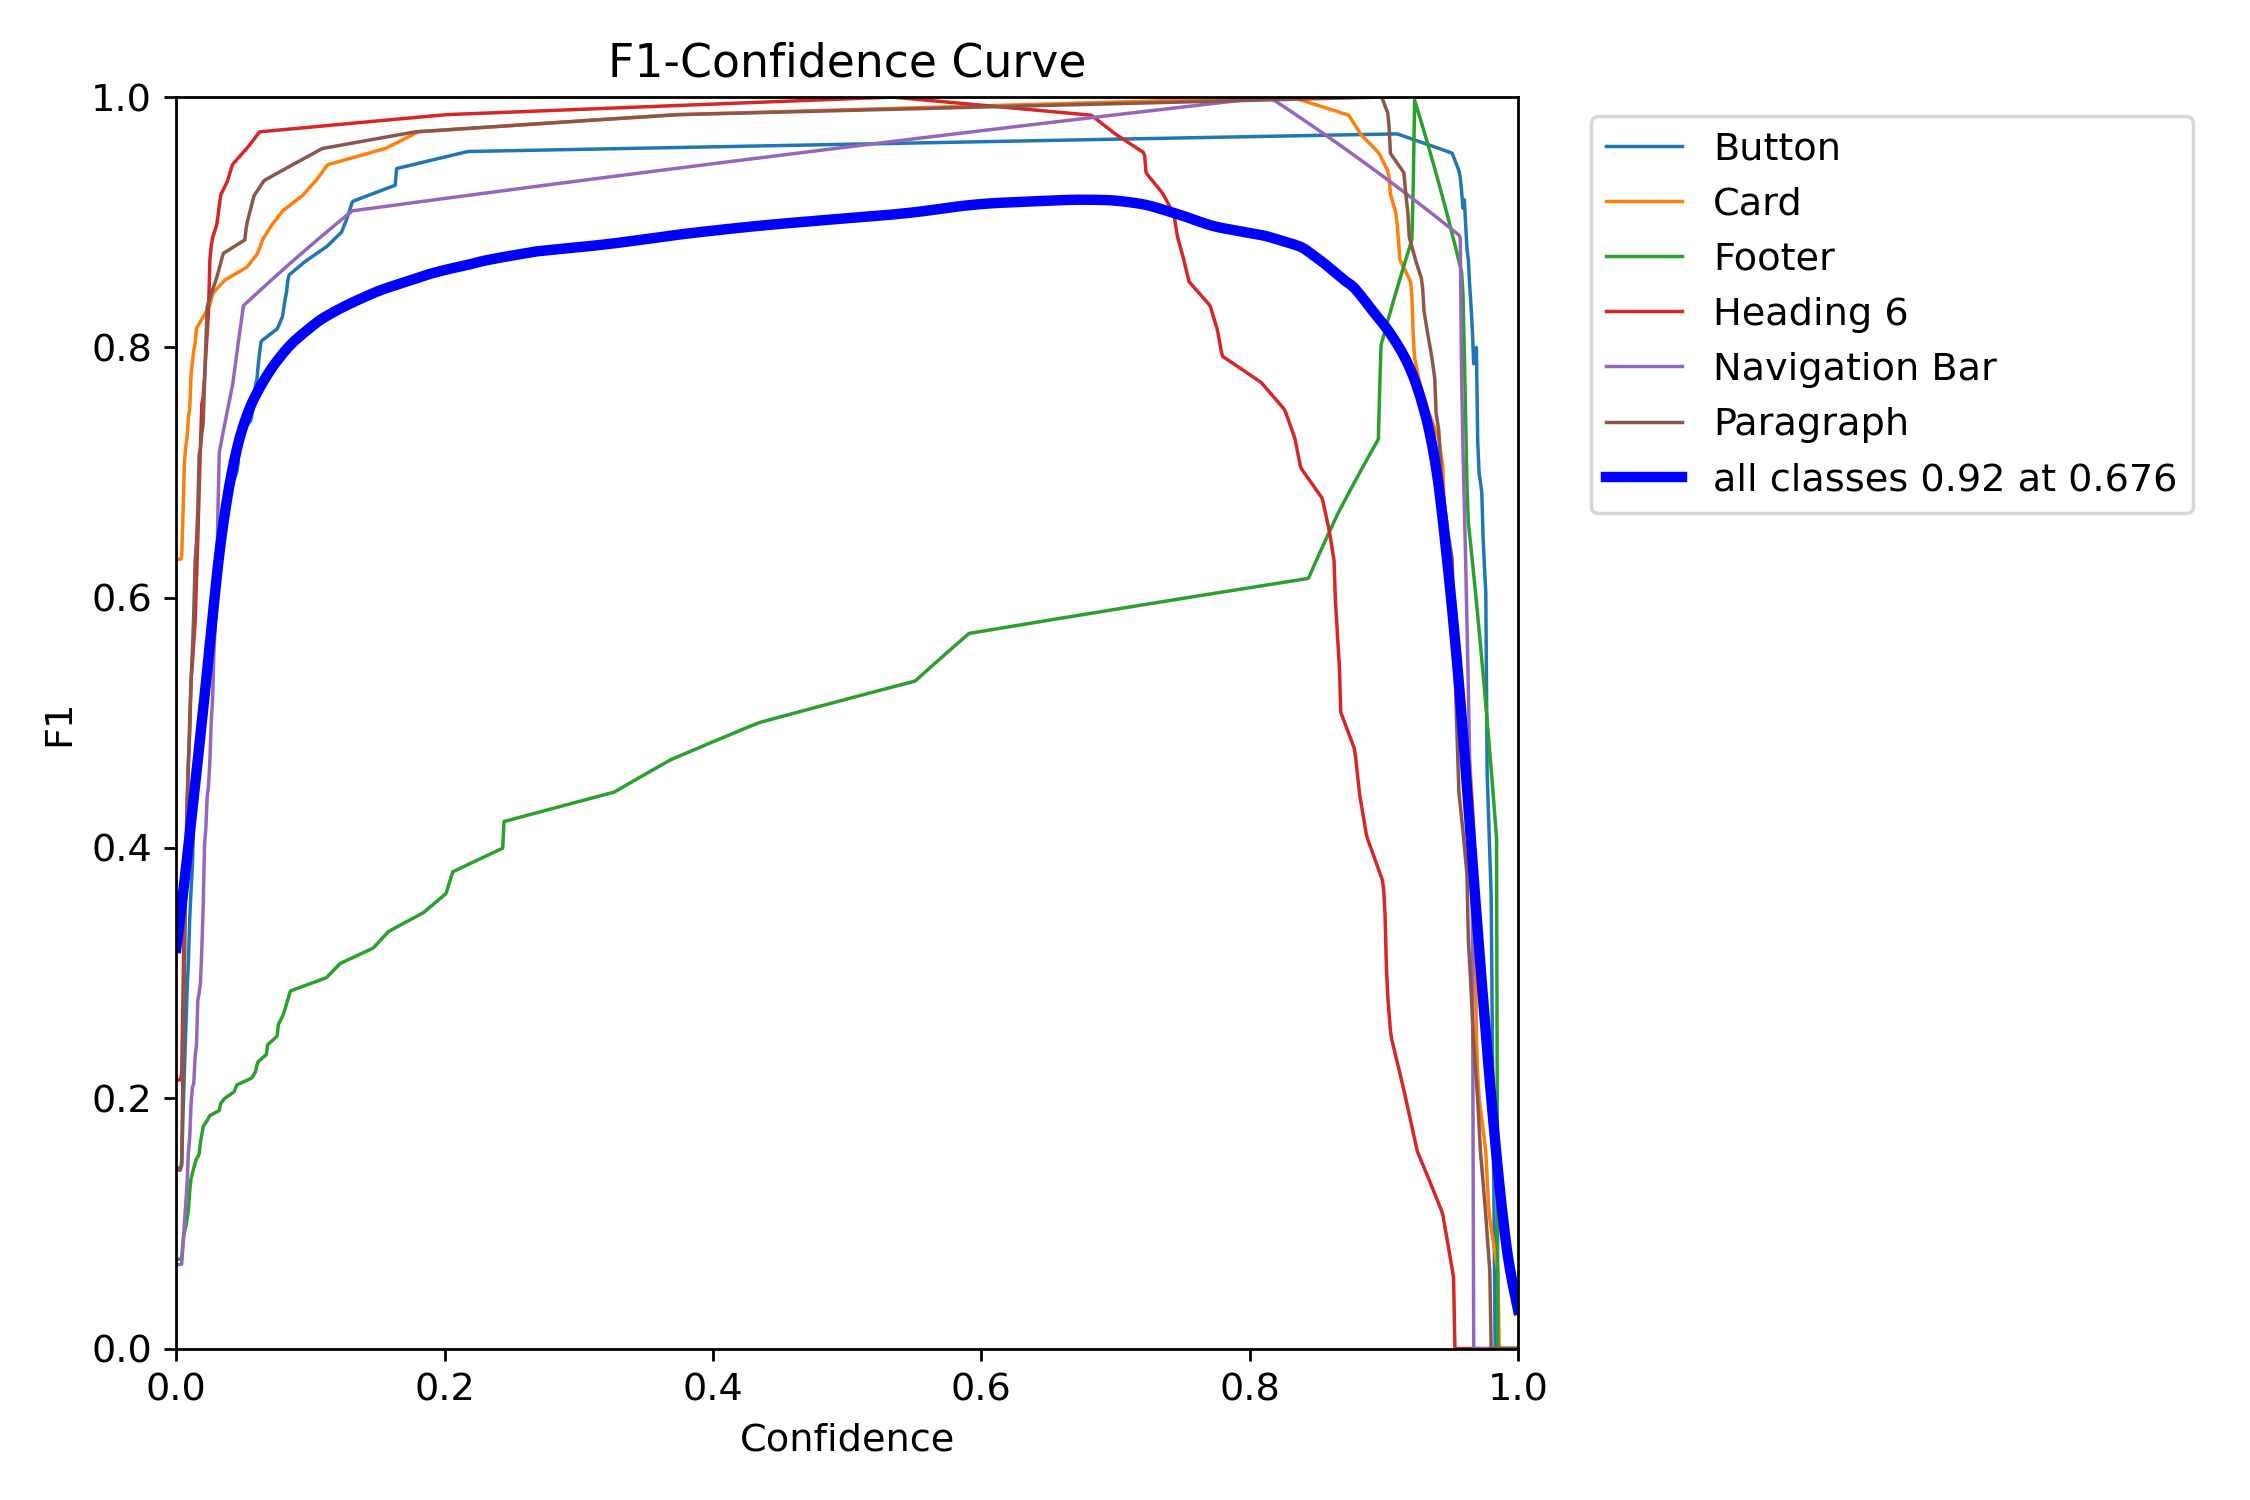 F1-Confidence Curve
1.0
0.8
0.6
0.4
0.2
0.0
F1
0.0 0.2 0.4 0.6 0.8 1.0
Confidence
Button
Card
Footer
Heading 6
Navigation Bar
Paragraph
all classes 0.92 at 0.676